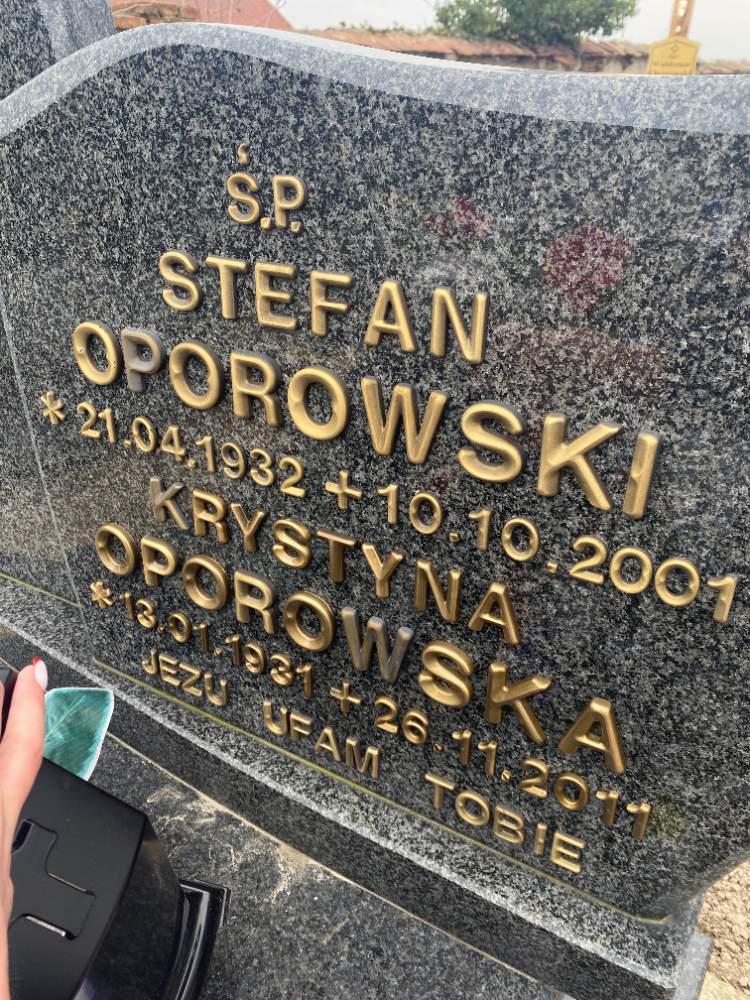 Ś.P.
STEFAN
OPOROWSKI
* 21.04.1932 + 10.10.2001
KRYSTYNA
OPOROWSKA
* 13.01.1931 + 26.11.2011
JEZU UFAM TOBIE